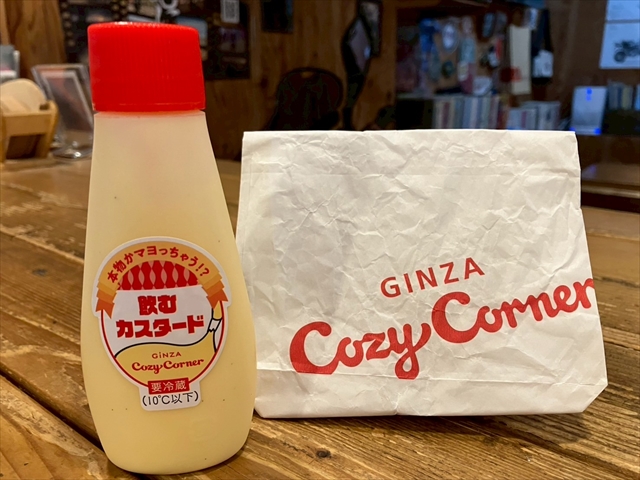 本物かマヨっちゃう!?
飲む
カスタード
GINZA
Cozy Corner
要冷蔵
(10℃以下)
GINZA
Cozy Corner